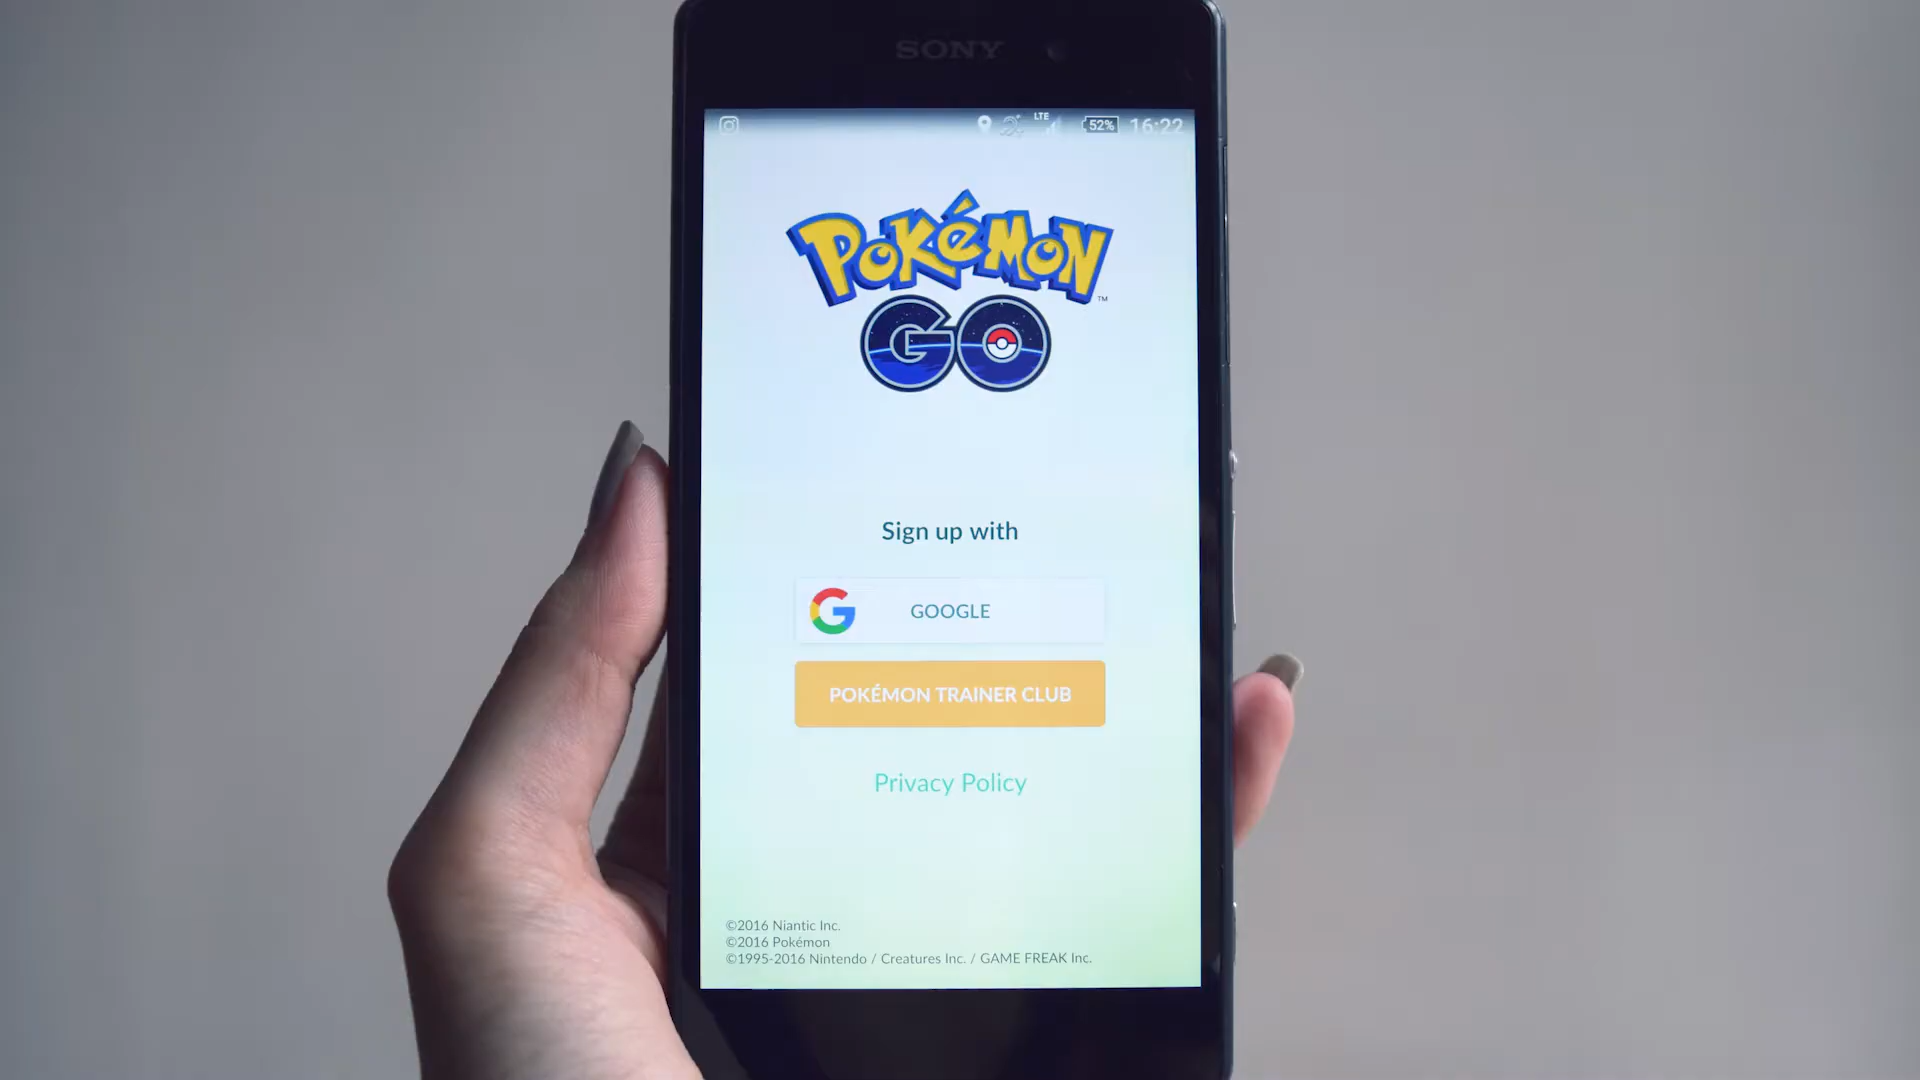 SONY
LTE 52% 16:22
POKÉMON
GO
Sign up with
GOOGLE
POKÉMON TRAINER CLUB
Privacy Policy
©2016 Niantic Inc.
©2016 Pokémon
©1995-2016 Nintendo / Creatures Inc. / GAME FREAK Inc.